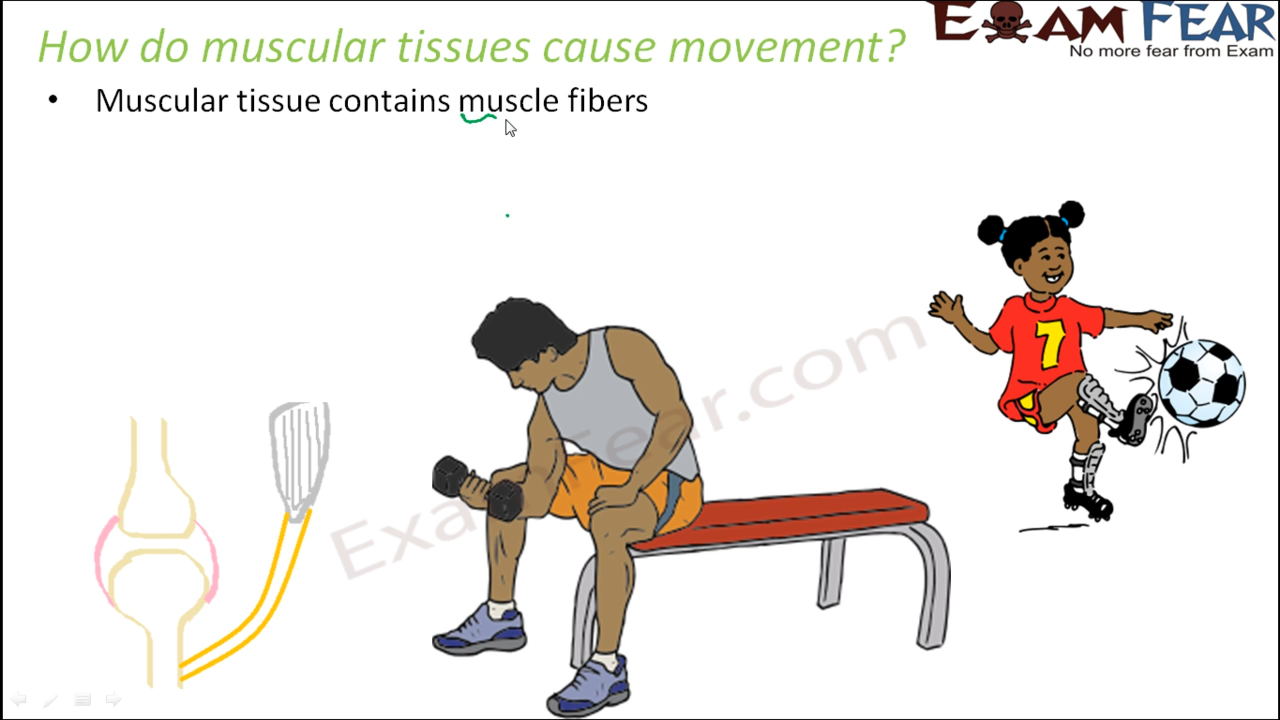 How do muscular tissues cause movement?
EXAM FEAR
No more fear from Exam
• Muscular tissue contains muscle fibers
7
ExamFear.com